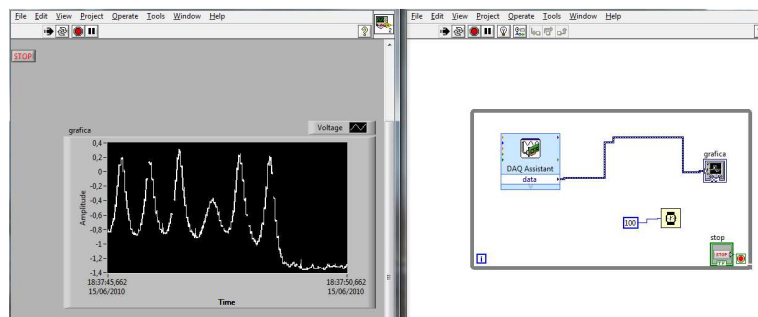 File Edit View Project Operate Tools Window Help
2
STOP
grafica
Voltage
0,4
0,2
0
-0,2
-0,4
-0,6
-0,8
-1
-1,2
-1,4
Amplitude
18:37:45,662
15/06/2010
18:37:50,662
15/06/2010
Time
File Edit View Project Operate Tools Window Help
DAQ Assistant
data
grafica
100
stop
STOP
TF
i